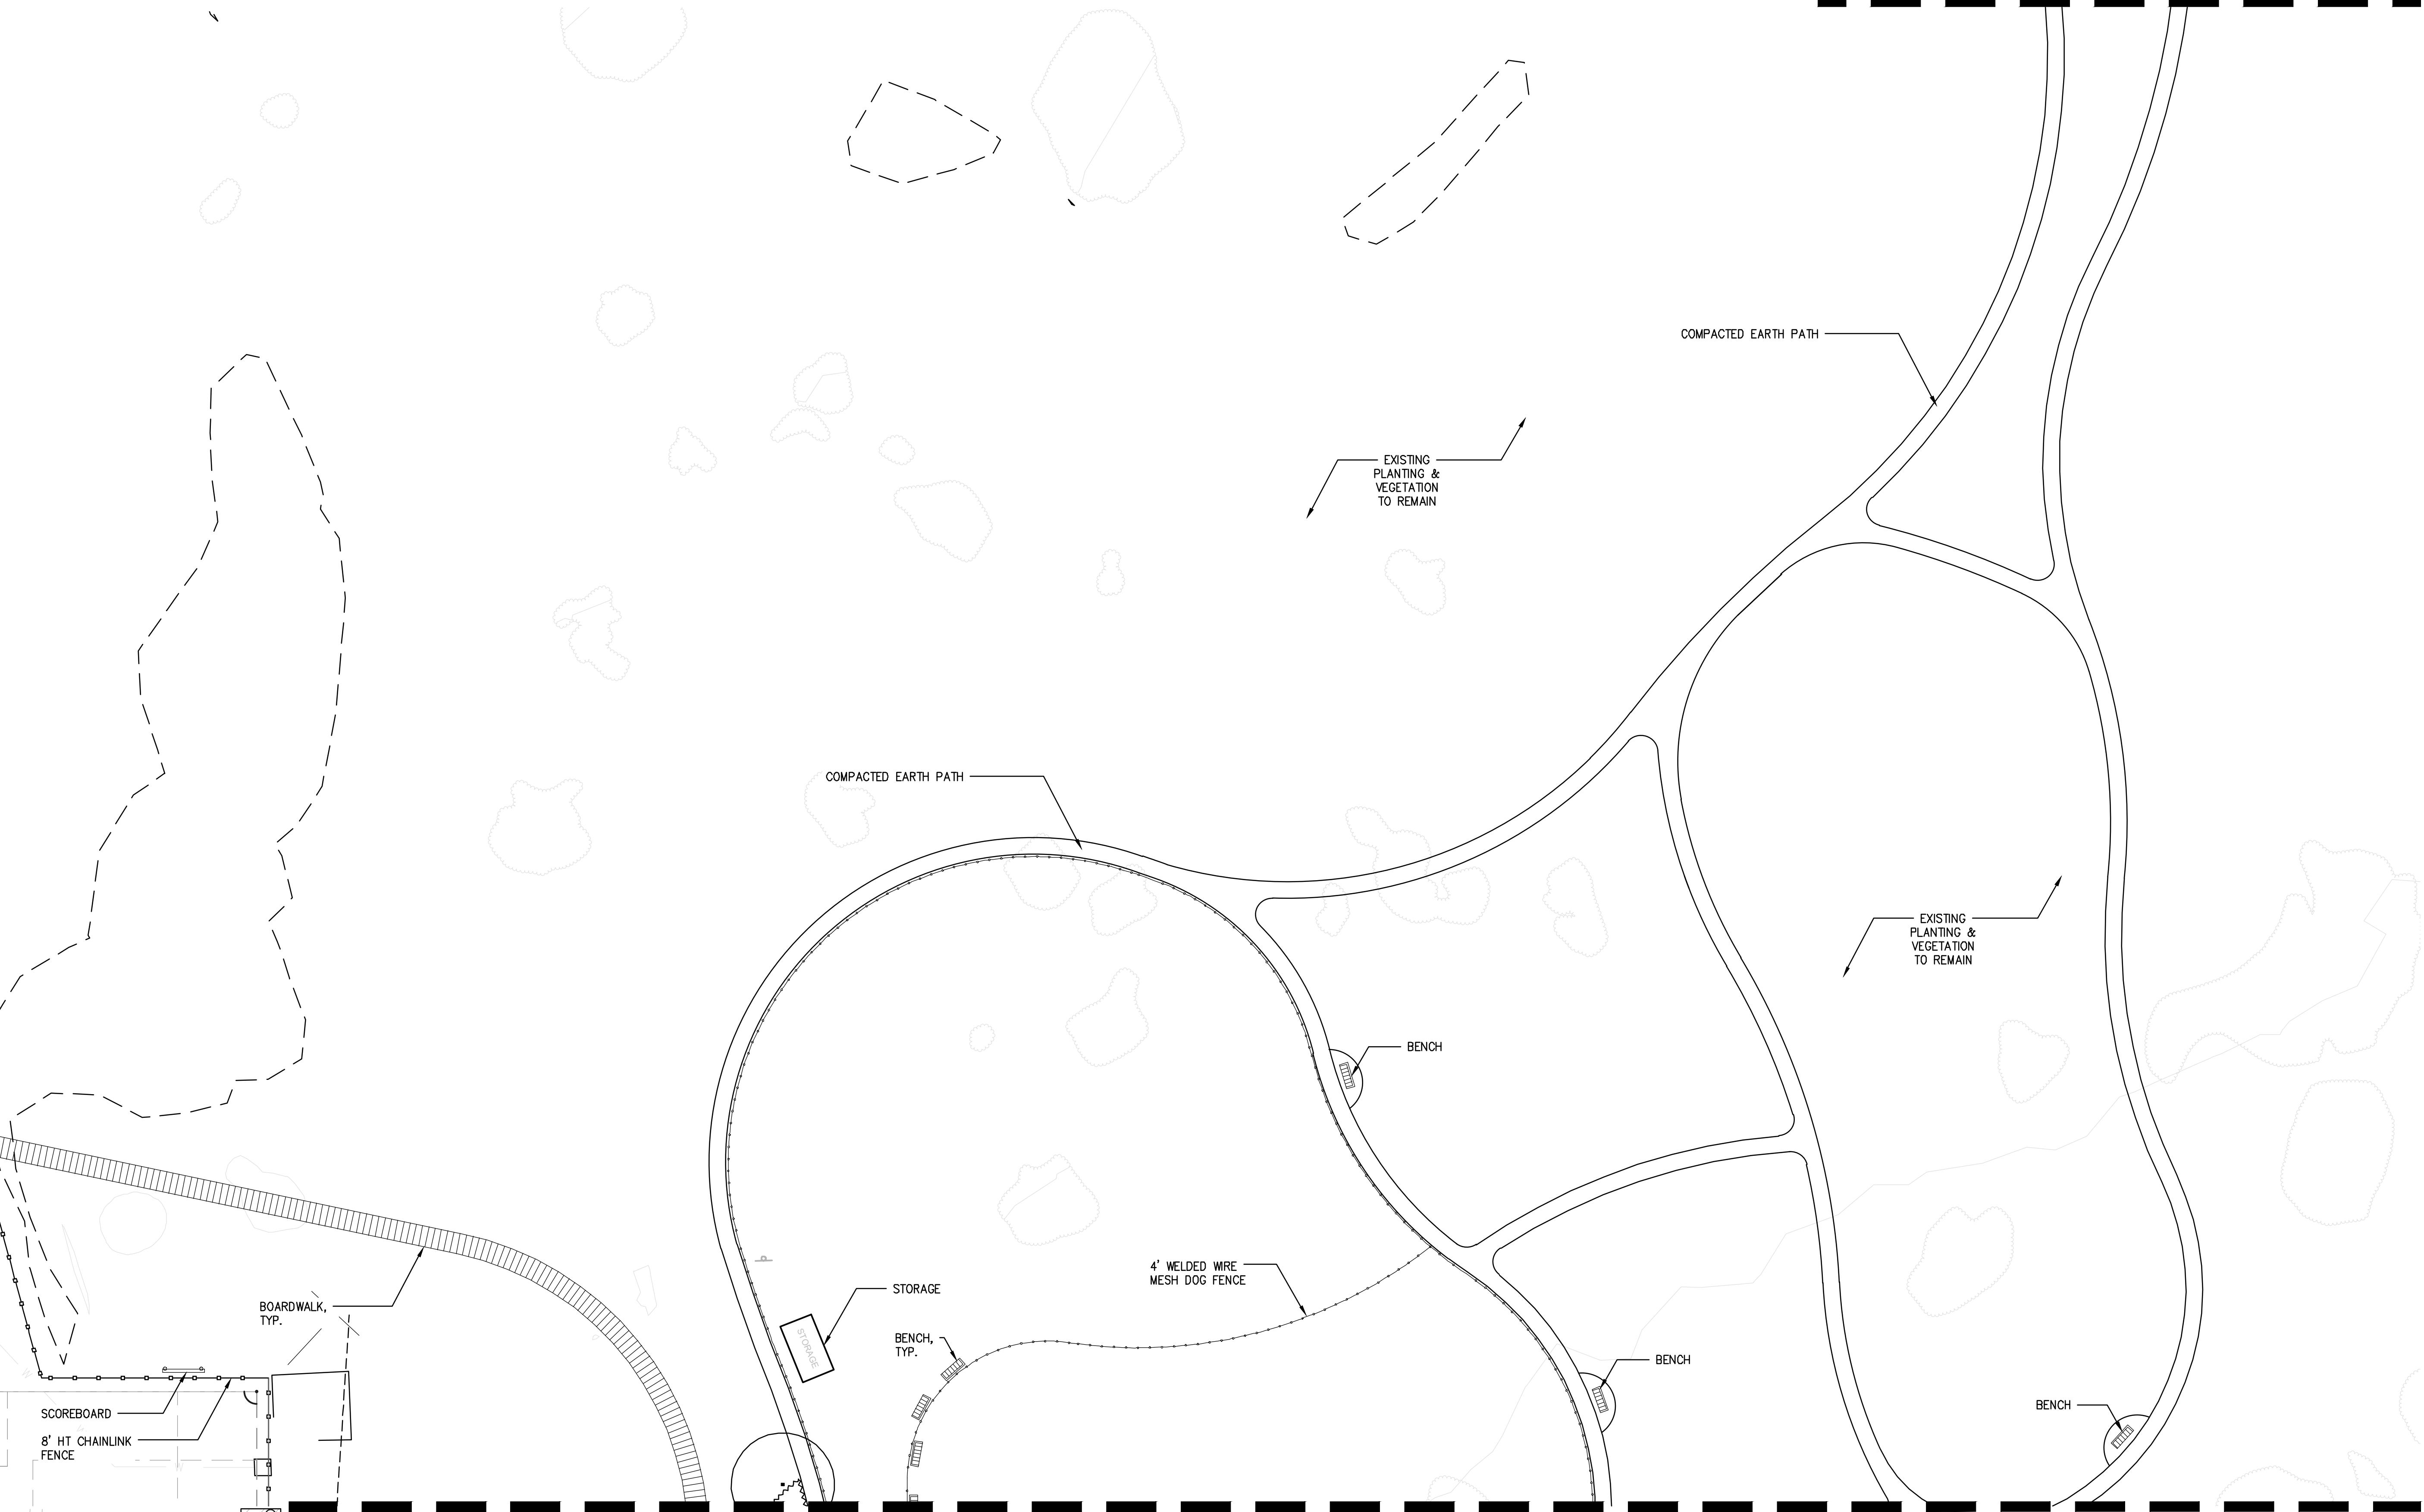 COMPACTED EARTH PATH
EXISTING
PLANTING &
VEGETATION
TO REMAIN
COMPACTED EARTH PATH
EXISTING
PLANTING &
VEGETATION
TO REMAIN
BENCH
4' WELDED WIRE
MESH DOG FENCE
STORAGE
STORAGE
BOARDWALK,
TYP.
BENCH,
TYP.
BENCH
BENCH
SCOREBOARD
8' HT CHAINLINK
FENCE